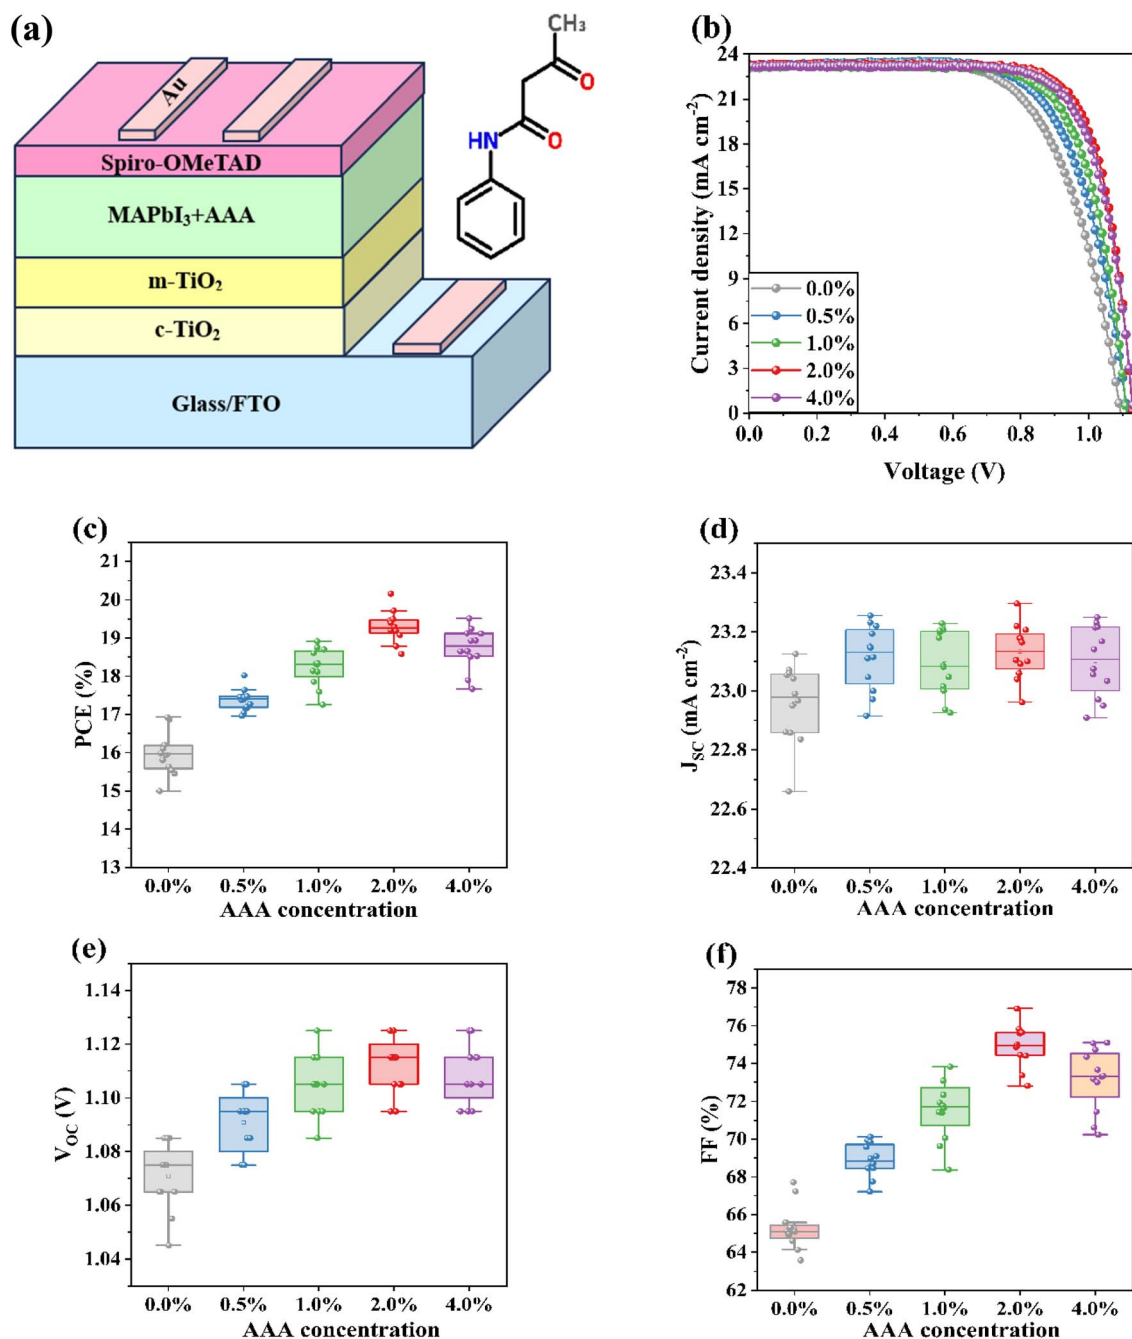 (a)
CH₃
O
O
HN
Au
Spiro-OMeTAD
MAPbI₃+AAA
m-TiO₂
c-TiO₂
Glass/FTO
(b)
Current density (mA cm⁻²)
24
21
18
15
12
9
6
3
0
0.0%
0.5%
1.0%
2.0%
4.0%
0.0 0.2 0.4 0.6 0.8 1.0
Voltage (V)
(c)
PCE (%)
21
20
19
18
17
16
15
14
13
0.0% 0.5% 1.0% 2.0% 4.0%
AAA concentration
(d)
J_SC (mA cm⁻²)
23.4
23.2
23.0
22.8
22.6
22.4
0.0% 0.5% 1.0% 2.0% 4.0%
AAA concentration
(e)
V_OC (V)
1.14
1.12
1.10
1.08
1.06
1.04
0.0% 0.5% 1.0% 2.0% 4.0%
AAA concentration
(f)
FF (%)
78
76
74
72
70
68
66
64
62
0.0% 0.5% 1.0% 2.0% 4.0%
AAA concentration